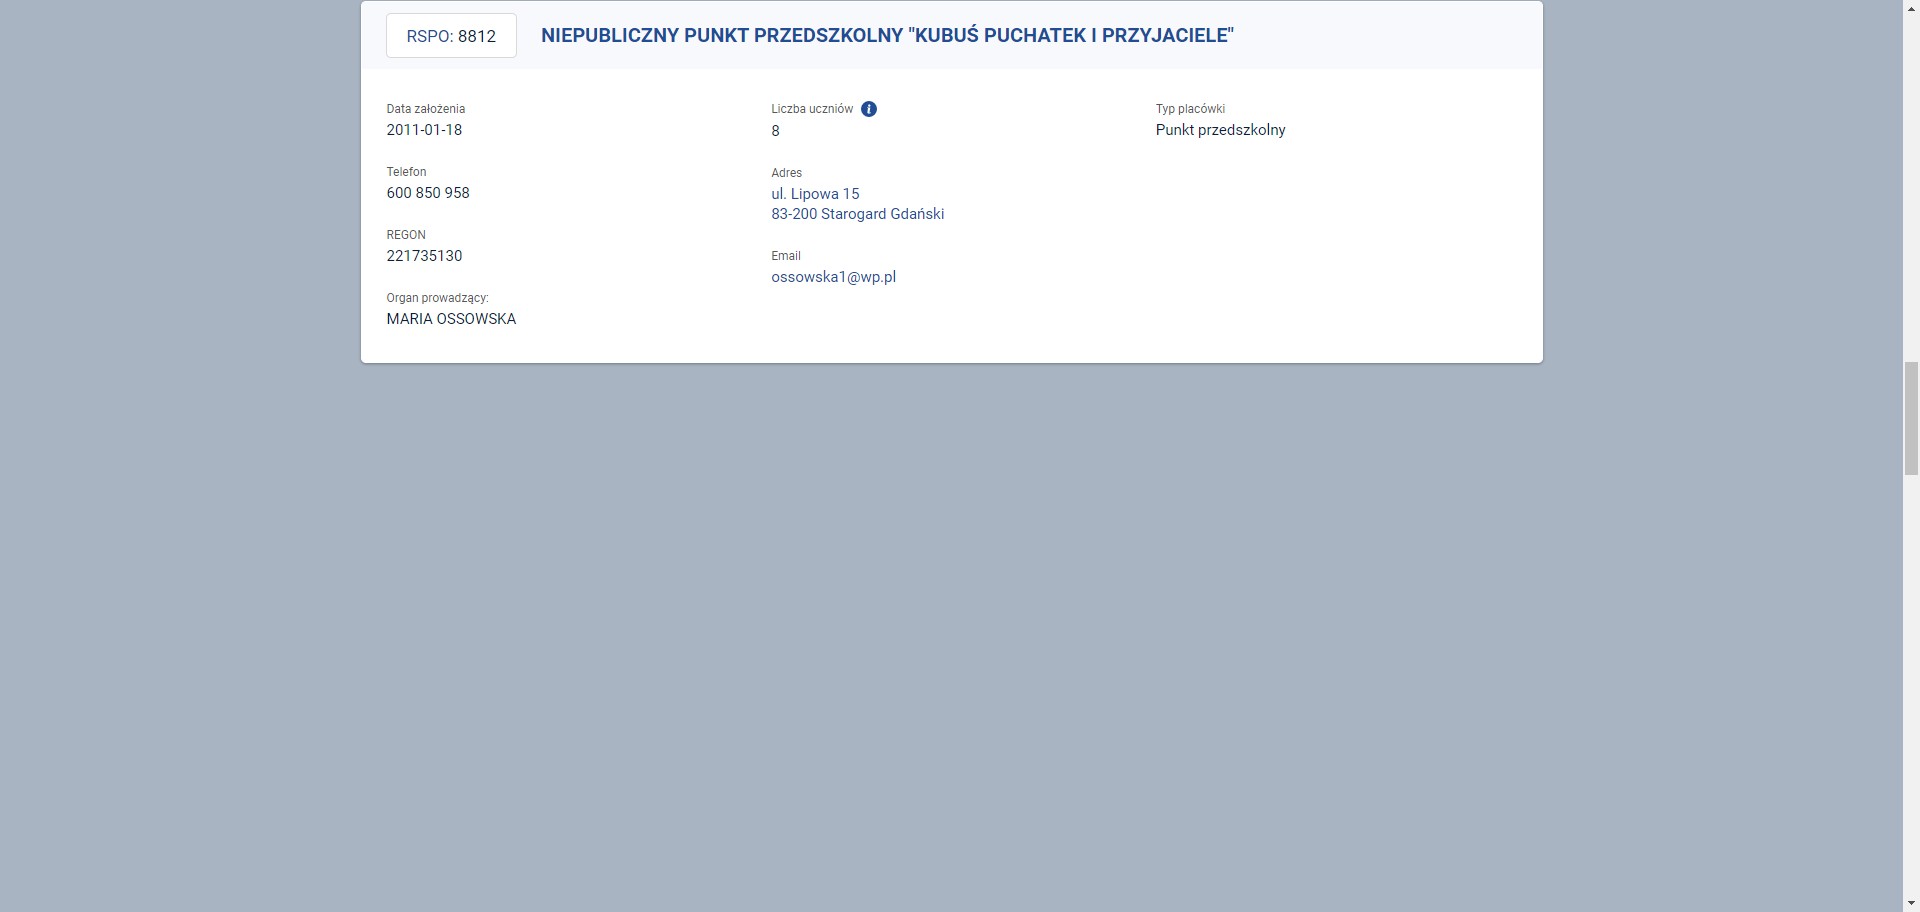 RSPO: 8812
NIEPUBLICZNY PUNKT PRZEDSZKOLNY "KUBUŚ PUCHATEK I PRZYJACIELE"
Data założenia
2011-01-18
Telefon
600 850 958
REGON
221735130
Organ prowadzący:
MARIA OSSOWSKA
Liczba uczniów
8
Adres
ul. Lipowa 15
83-200 Starogard Gdański
Email
ossowska1@wp.pl
Typ placówki
Punkt przedszkolny